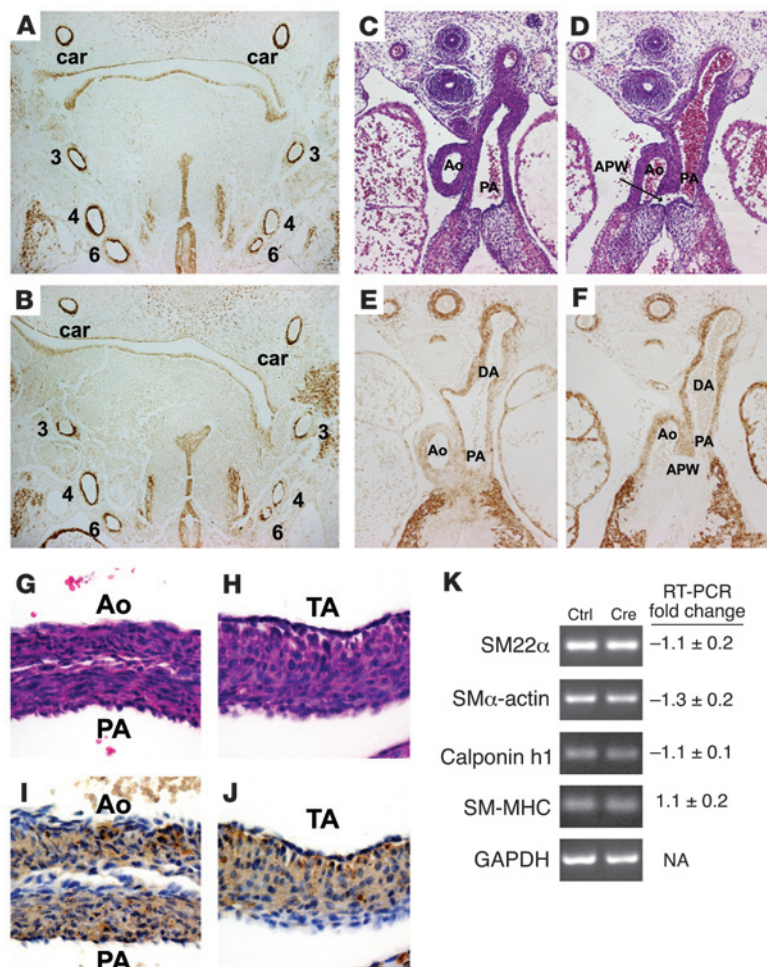 A
car
car
3
3
4
4
6
6
B
car
car
3
3
4
4
6
6
C
Ao
PA
D
APW
Ao
PA
E
DA
Ao
PA
F
DA
Ao
PA
APW
G
Ao
PA
H
TA
I
Ao
PA
J
TA
K
RT-PCR
Ctrl Cre fold change
SM22α –1.1 ± 0.2
SMα-actin –1.3 ± 0.2
Calponin h1 –1.1 ± 0.1
SM-MHC 1.1 ± 0.2
GAPDH NA